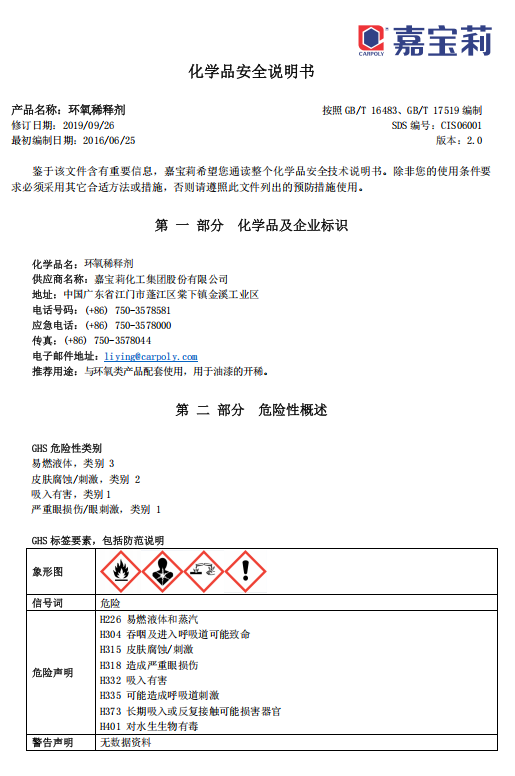 嘉宝莉
CARPOLY
化学品安全说明书
产品名称：环氧稀释剂 按照 GB/T 16483、GB/T 17519 编制
修订日期：2019/09/26 SDS 编号：CIS06001
最初编制日期：2016/06/25 版本：2.0
鉴于该文件含有重要信息，嘉宝莉希望您通读整个化学品安全技术说明书。除非您的使用条件要
求必须采用其它合适方法或措施，否则请遵照此文件列出的预防措施使用。
第 一 部分 化学品及企业标识
化学品名：环氧稀释剂
供应商名称：嘉宝莉化工集团股份有限公司
地址：中国广东省江门市蓬江区棠下镇金溪工业区
电话号码：(+86) 750-3578581
应急电话：(+86) 750-3578000
传真：(+86) 750-3578044
电子邮件地址：liying@carpoly.com
推荐用途：与环氧类产品配套使用，用于油漆的开稀。
第 二 部分 危险性概述
GHS 危险性类别
易燃液体，类别 3
皮肤腐蚀/刺激，类别 2
吸入有害，类别 1
严重眼损伤/眼刺激，类别 1
GHS 标签要素，包括防范说明
象形图
信号词 危险
危险声明
H226 易燃液体和蒸汽
H304 吞咽及进入呼吸道可能致命
H315 皮肤腐蚀/刺激
H318 造成严重眼损伤
H332 吸入有害
H335 可能造成呼吸道刺激
H373 长期吸入或反复接触可能损害器官
H401 对水生生物有毒
警告声明 无数据资料